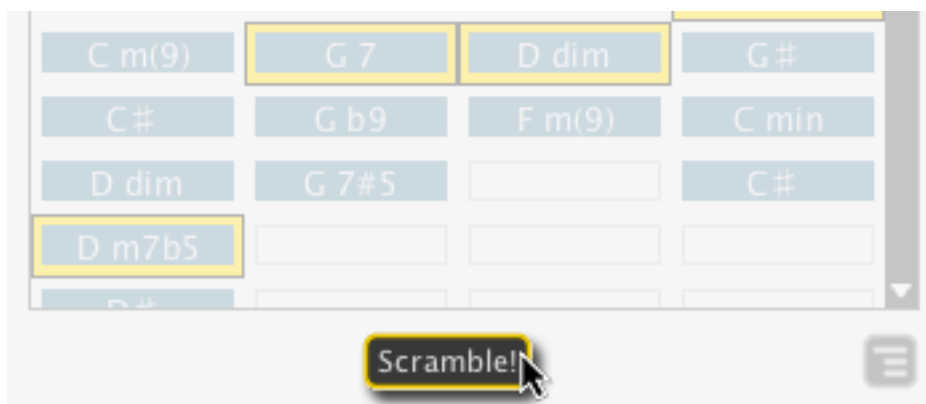 C m(9) G 7 D dim G♯
C♯ G b9 F m(9) C min
D dim G 7#5 C♯
D m7b5
D♯
Scramble!